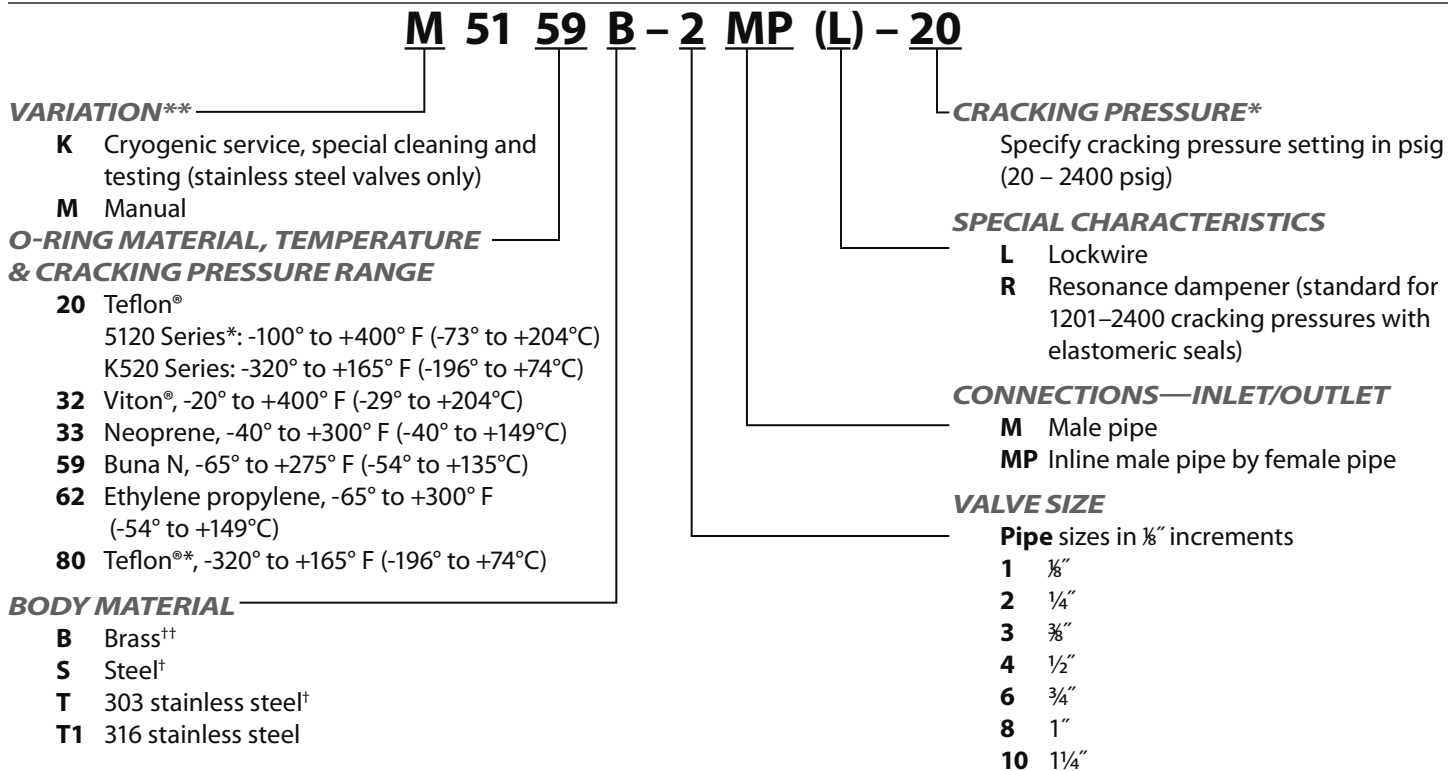 M 51 59 B – 2 MP (L) – 20
VARIATION**
K Cryogenic service, special cleaning and
testing (stainless steel valves only)
M Manual
O-RING MATERIAL, TEMPERATURE
& CRACKING PRESSURE RANGE
20 Teflon®
5120 Series*: -100° to +400° F (-73° to +204°C)
K520 Series: -320° to +165° F (-196° to +74°C)
32 Viton®, -20° to +400° F (-29° to +204°C)
33 Neoprene, -40° to +300° F (-40° to +149°C)
59 Buna N, -65° to +275° F (-54° to +135°C)
62 Ethylene propylene, -65° to +300° F
(-54° to +149°C)
80 Teflon®*, -320° to +165° F (-196° to +74°C)
BODY MATERIAL
B Brass††
S Steel†
T 303 stainless steel†
T1 316 stainless steel
CRACKING PRESSURE*
Specify cracking pressure setting in psig
(20 – 2400 psig)
SPECIAL CHARACTERISTICS
L Lockwire
R Resonance dampener (standard for
1201–2400 cracking pressures with
elastomeric seals)
CONNECTIONS—INLET/OUTLET
M Male pipe
MP Inline male pipe by female pipe
VALVE SIZE
Pipe sizes in ⅛˝ increments
1 ⅛˝
2 ¼˝
3 ⅜˝
4 ½˝
6 ¾˝
8 1˝
10 1¼˝